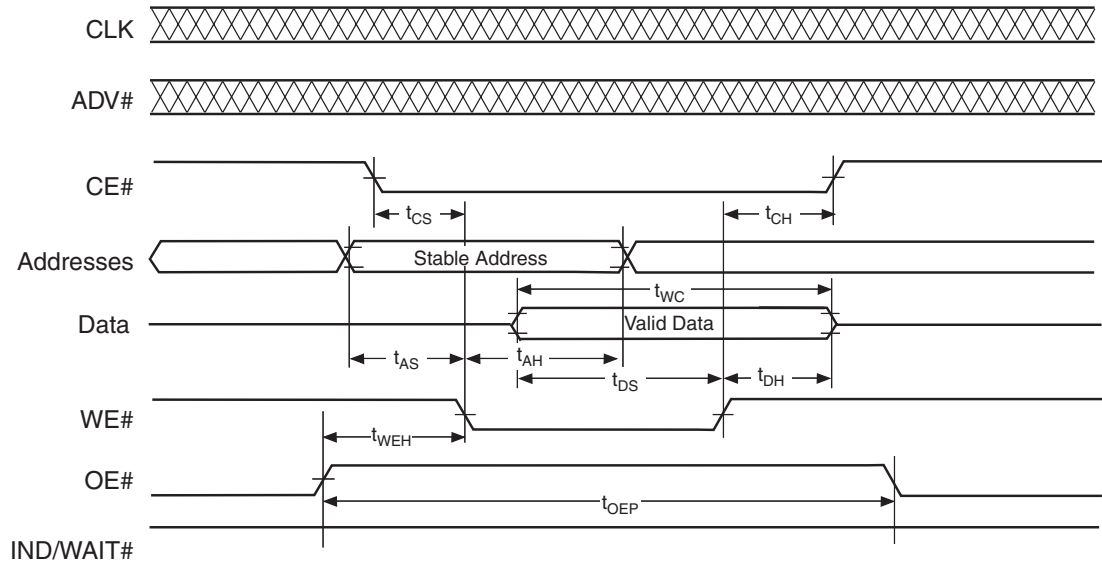 CLK
ADV#
CE#
tCS
tCH
Addresses
Stable Address
tWC
Data
Valid Data
tAS
tAH
tDS
tDH
WE#
tWEH
OE#
tOEP
IND/WAIT#